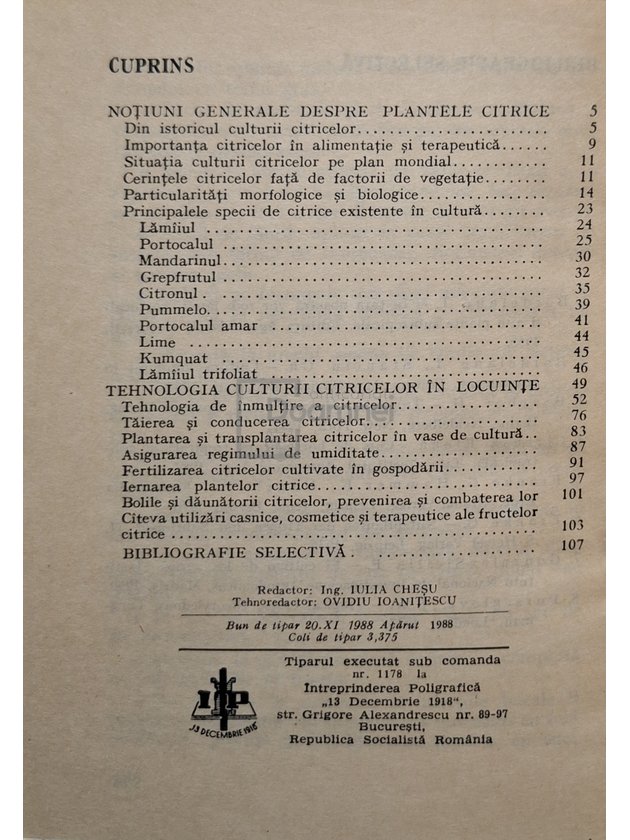 CUPRINS
NOȚIUNI GENERALE DESPRE PLANTELE CITRICE 5
Din istoricul culturii citricelor 5
Importanța citricelor în alimentație și terapeutică 9
Situația culturii citricelor pe plan mondial 11
Cerințele citricelor față de factorii de vegetație 11
Particularități morfologice și biologice 14
Principalele specii de citrice existente în cultură 23
Lămîiul 24
Portocalul 25
Mandarinul 30
Grepfrutul 32
Citronul 35
Pummelo 39
Portocalul amar 41
Lime 44
Kumquat 45
Lămîiul trifoliat 46
TEHNOLOGIA CULTURII CITRICELOR ÎN LOCUINȚE 49
Tehnologia de înmulțire a citricelor 52
Tăierea și conducerea citricelor 76
Plantarea și transplantarea citricelor în vase de cultură 83
Asigurarea regimului de umiditate 87
Fertilizarea citricelor cultivate în gospodării 91
Iernarea plantelor citrice 97
Bolile și dăunătorii citricelor, prevenirea și combaterea lor 101
Cîteva utilizări casnice, cosmetice și terapeutice ale fructelor
citrice 103
BIBLIOGRAFIE SELECTIVĂ 107
Redactor: Ing. IULIA CHEȘU
Tehnoredactor: OVIDIU IOANIȚESCU
Bun de tipar 20.XI 1988 Apărut 1988
Coli de tipar 3,375
Tiparul executat sub comanda
nr. 1178 la
Întreprinderea Poligrafică
„13 Decembrie 1918",
str. Grigore Alexandrescu nr. 89-97
București,
Republica Socialistă România
I P
13 DECEMBRIE 1918